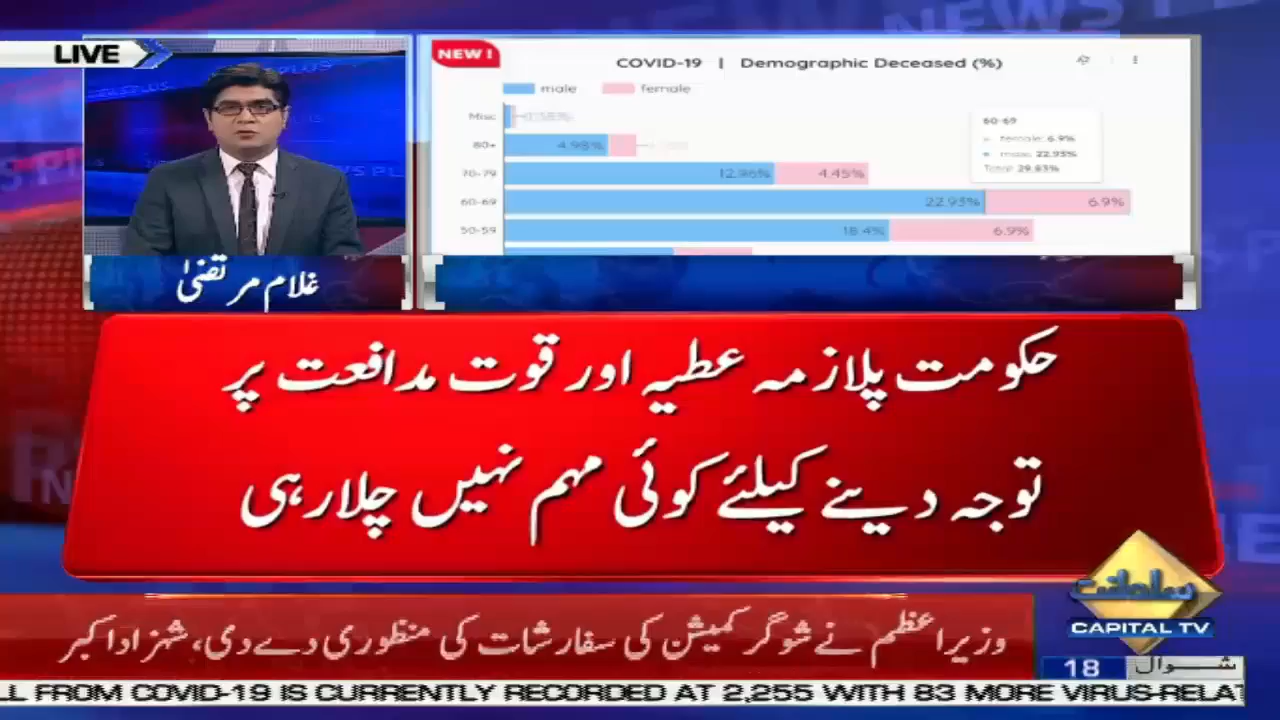 LIVE
NEW !
COVID-19 | Demographic Deceased (%)
male female
Misc
80+ 4.98%
70-79 12.96% 4.45%
60-69 22.93% 6.9%
50-59 18.4% 6.9%
60-69
female: 6.9%
male: 22.93%
Total: 29.83%
غلام مرتضیٰ
حکومت پلازمہ عطیہ اور قوت مدافعت پر
توجہ دینے کیلئے کوئی مہم نہیں چلارہی
CAPITAL TV
وزیراعظم نے شوگر کمیشن کی سفارشات کی منظوری دے دی، شہزاد اکبر
18 شوال
LL FROM COVID-19 IS CURRENTLY RECORDED AT 2,255 WITH 83 MORE VIRUS-RELAT